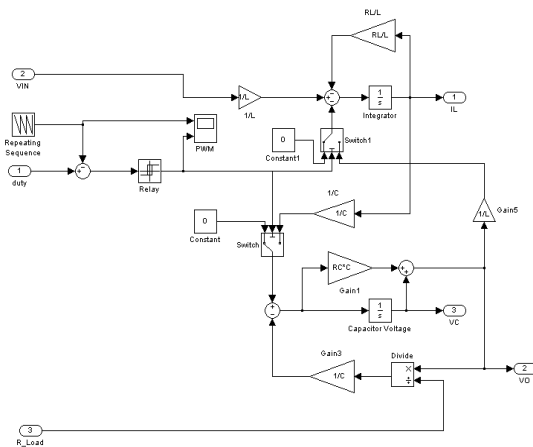 RL/L
RL/L
2
VIN
1/L
1/L
1
s
Integrator
1
IL
Repeating
Sequence
PWM
0
Constant1
Switch1
1
duty
Relay
1/C
1/C
0
Constant
Switch
1/L
Gain5
RC*C
Gain1
1
s
Capacitor Voltage
3
VC
Gain3
1/C
Divide
×
÷
2
VO
3
R_Load